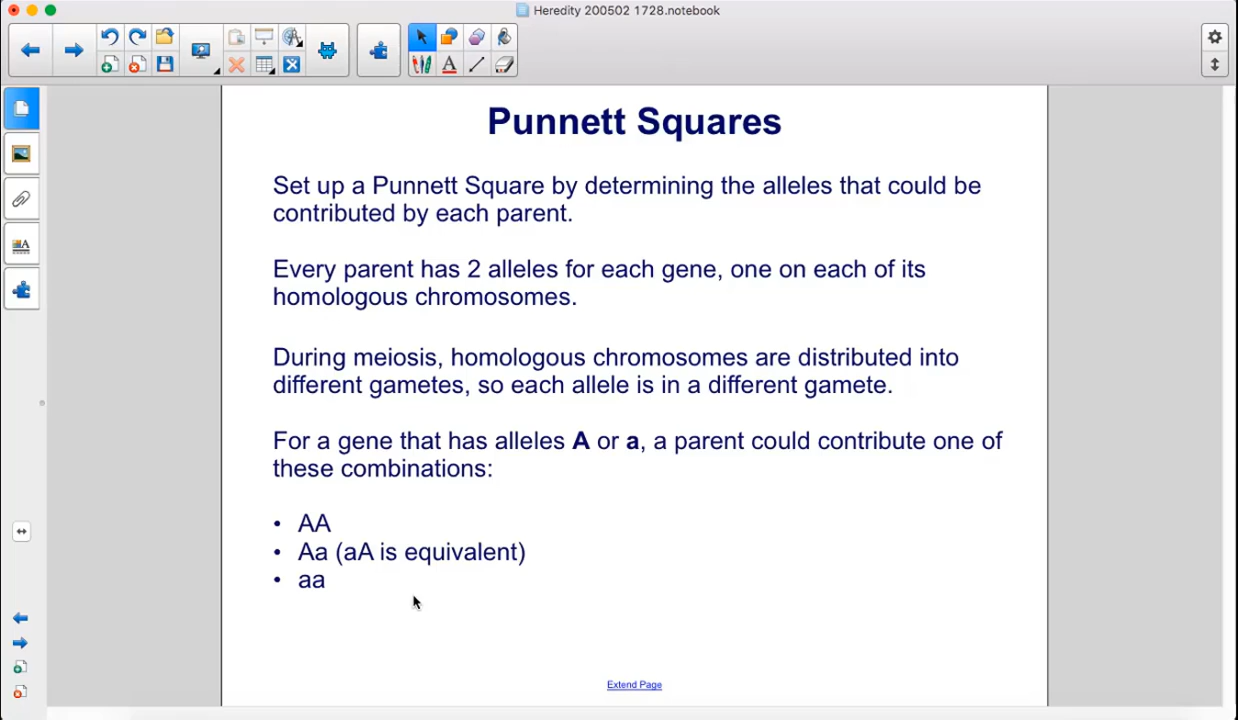 Heredity 200502 1728.notebook
Punnett Squares
Set up a Punnett Square by determining the alleles that could be
contributed by each parent.
Every parent has 2 alleles for each gene, one on each of its
homologous chromosomes.
During meiosis, homologous chromosomes are distributed into
different gametes, so each allele is in a different gamete.
For a gene that has alleles A or a, a parent could contribute one of
these combinations:
• AA
• Aa (aA is equivalent)
• aa
Extend Page